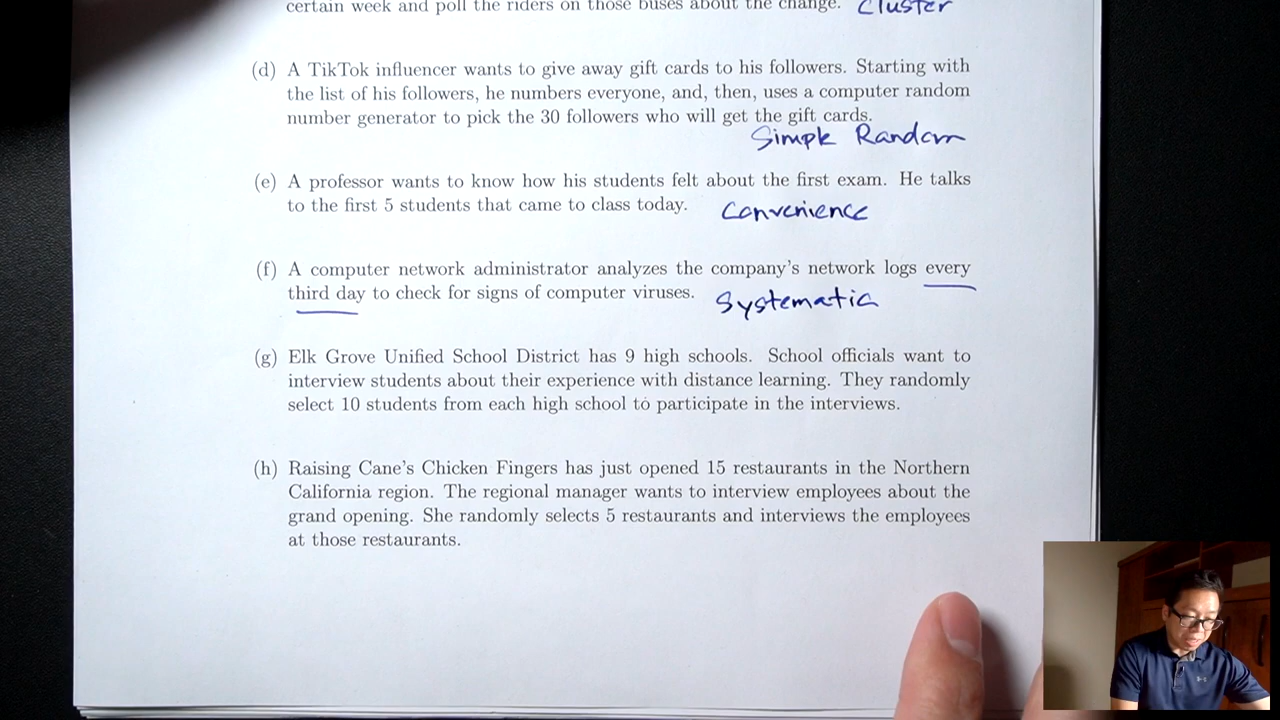 certain week and poll the riders on those buses about the change. Cluster
(d) A TikTok influencer wants to give away gift cards to his followers. Starting with
the list of his followers, he numbers everyone, and, then, uses a computer random
number generator to pick the 30 followers who will get the gift cards.
Simple Random
(e) A professor wants to know how his students felt about the first exam. He talks
to the first 5 students that came to class today. Convenience
(f) A computer network administrator analyzes the company's network logs every
third day to check for signs of computer viruses. Systematic
(g) Elk Grove Unified School District has 9 high schools. School officials want to
interview students about their experience with distance learning. They randomly
select 10 students from each high school to participate in the interviews.
(h) Raising Cane's Chicken Fingers has just opened 15 restaurants in the Northern
California region. The regional manager wants to interview employees about the
grand opening. She randomly selects 5 restaurants and interviews the employees
at those restaurants.